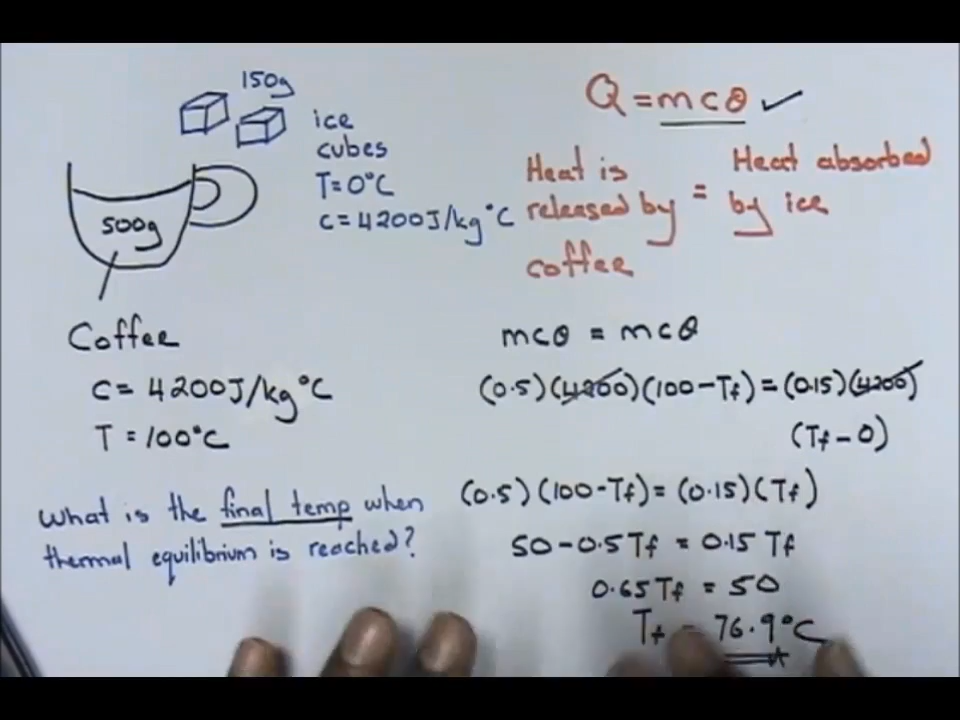 150g
ice
cubes
T=0°C
c=4200J/kg°C
500g
Coffee
c=4200J/kg°C
T=100°C
What is the final temp when
thermal equilibrium is reached?
Q=mcθ ✓
Heat is
released by
coffee
=
Heat absorbed
by ice
mcθ = mcθ
(0.5)(4200)(100-Tf)=(0.15)(4200)
(Tf-0)
(0.5)(100-Tf)=(0.15)(Tf)
50-0.5Tf = 0.15 Tf
0.65Tf = 50
Tf = 76.9°C